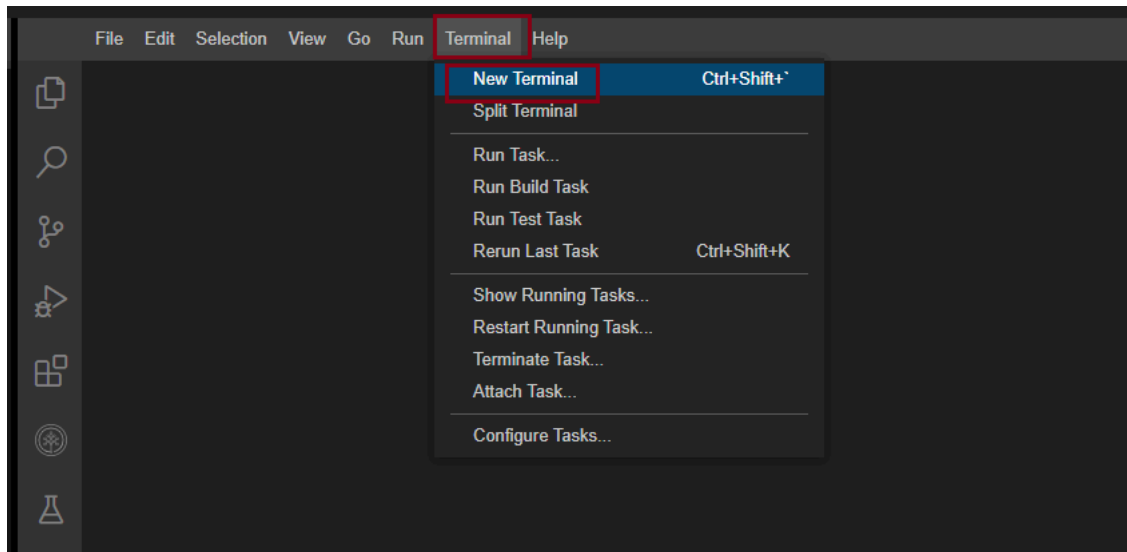 File Edit Selection View Go Run Terminal Help
New Terminal Ctrl+Shift+`
Split Terminal
Run Task...
Run Build Task
Run Test Task
Rerun Last Task Ctrl+Shift+K
Show Running Tasks...
Restart Running Task...
Terminate Task...
Attach Task...
Configure Tasks...